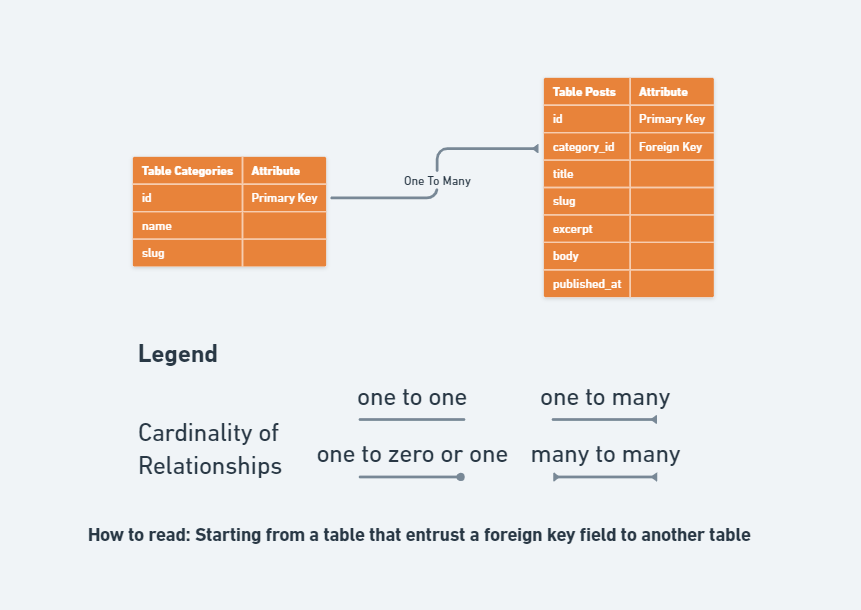 Table Categories Attribute
id Primary Key
name
slug
One To Many
Table Posts Attribute
id Primary Key
category_id Foreign Key
title
slug
excerpt
body
published_at
Legend
Cardinality of
Relationships
one to one
one to many
one to zero or one
many to many
How to read: Starting from a table that entrust a foreign key field to another table